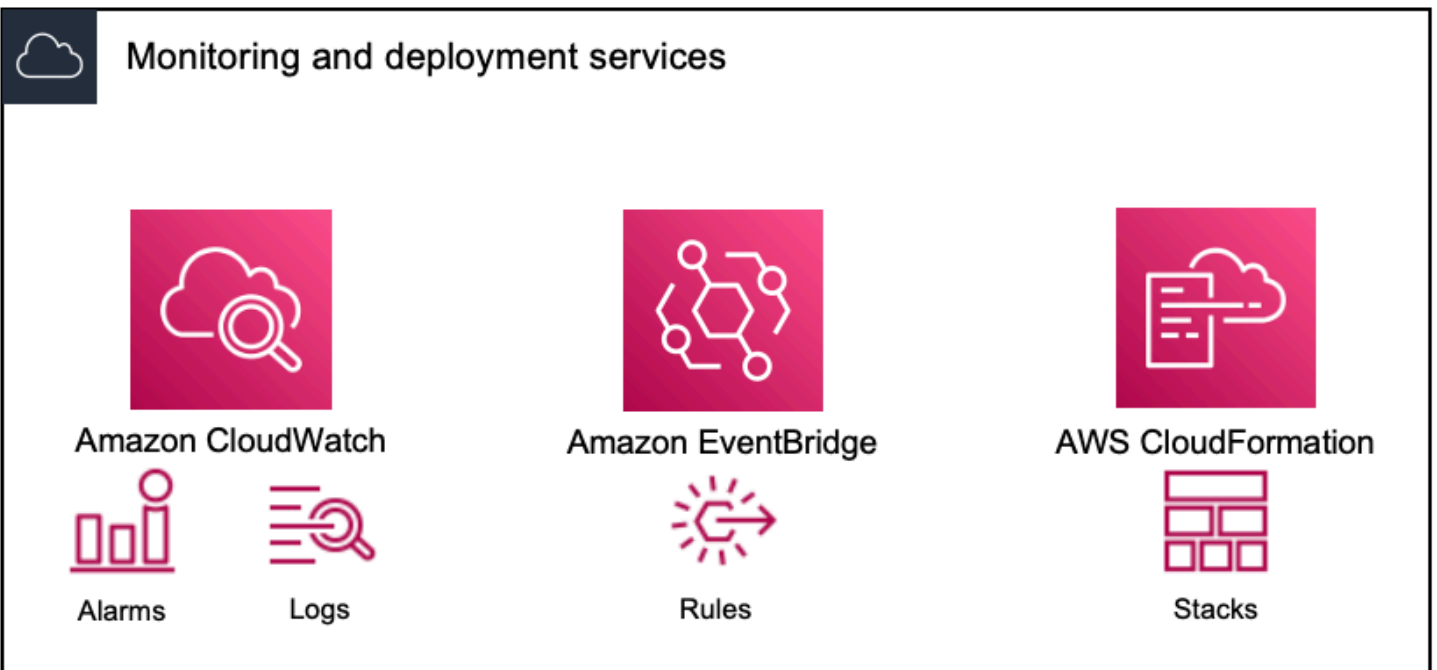 Monitoring and deployment services
Amazon CloudWatch
Amazon EventBridge
AWS CloudFormation
Alarms
Logs
Rules
Stacks